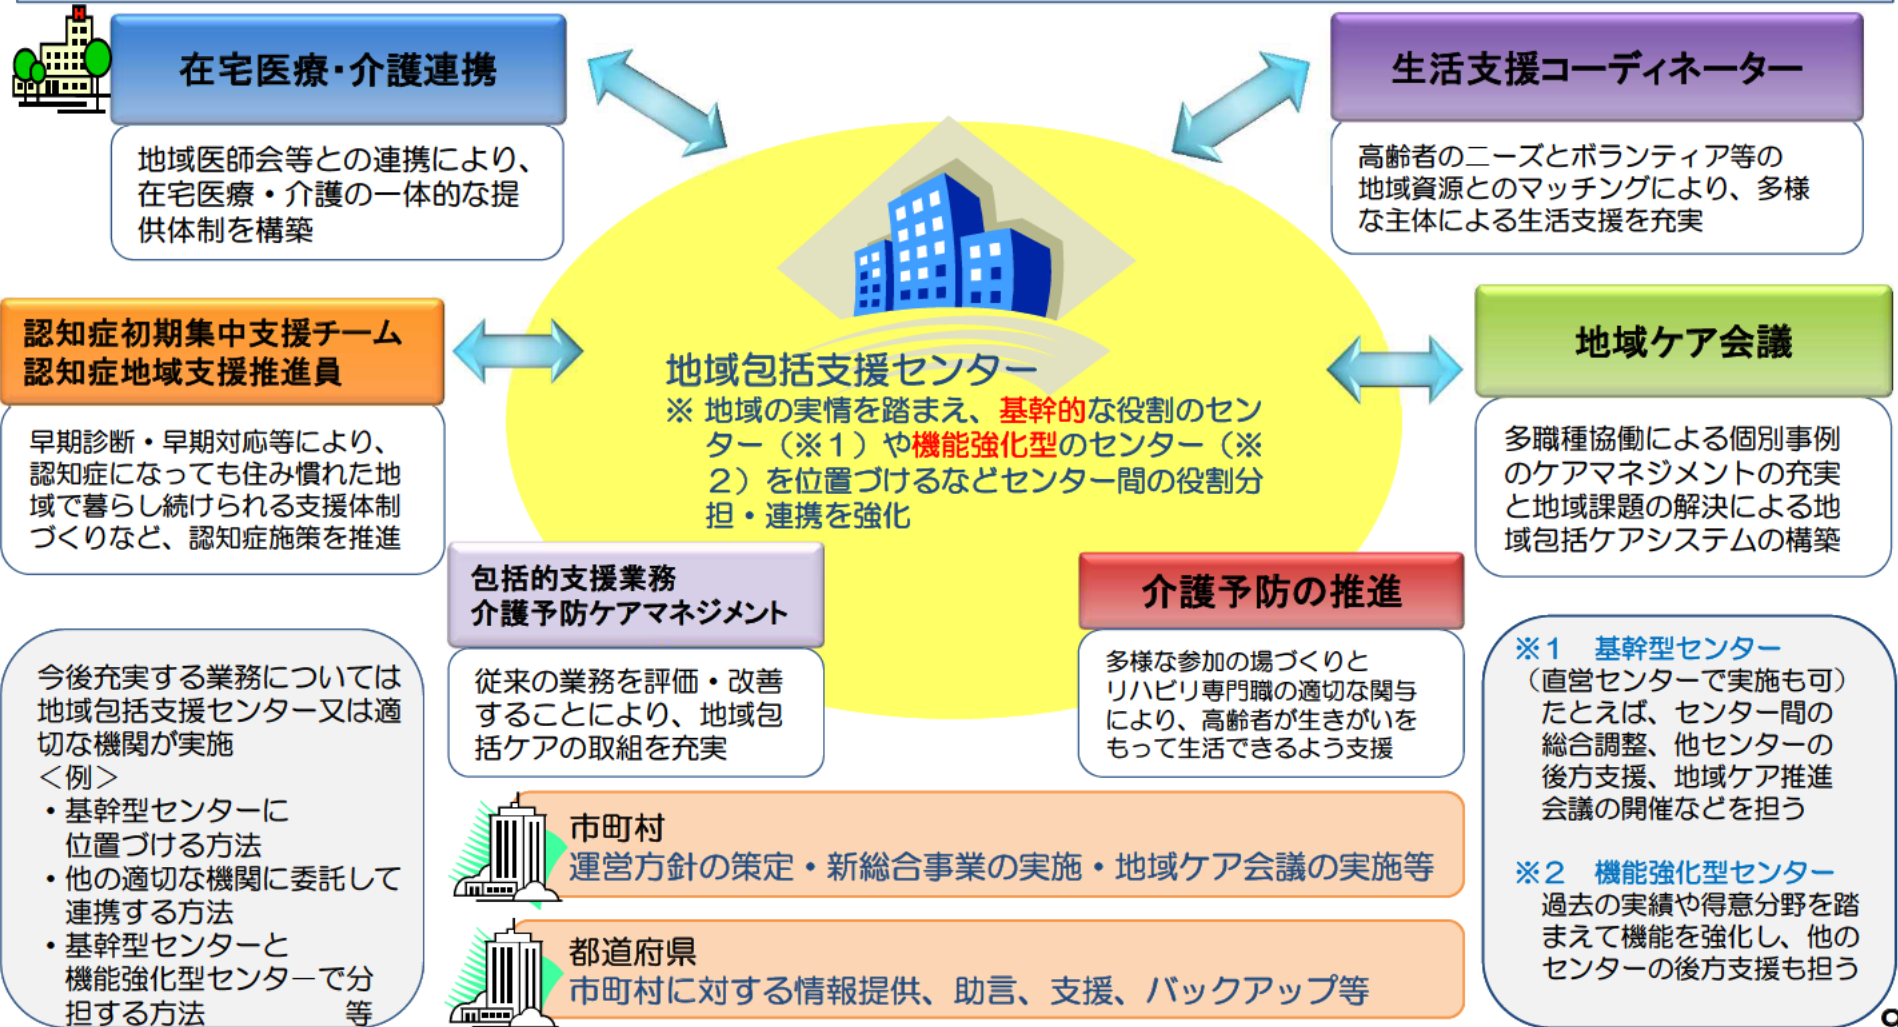 H
在宅医療・介護連携
地域医師会等との連携により、
在宅医療・介護の一体的な提
供体制を構築
生活支援コーディネーター
高齢者のニーズとボランティア等の
地域資源とのマッチングにより、多様
な主体による生活支援を充実
認知症初期集中支援チーム
認知症地域支援推進員
早期診断・早期対応等により、
認知症になっても住み慣れた地
域で暮らし続けられる支援体制
づくりなど、認知症施策を推進
地域包括支援センター
※ 地域の実情を踏まえ、基幹的な役割のセン
ター（※１）や機能強化型のセンター（※
２）を位置づけるなどセンター間の役割分
担・連携を強化
地域ケア会議
多職種協働による個別事例
のケアマネジメントの充実
と地域課題の解決による地
域包括ケアシステムの構築
包括的支援業務
介護予防ケアマネジメント
従来の業務を評価・改善
することにより、地域包
括ケアの取組を充実
介護予防の推進
多様な参加の場づくりと
リハビリ専門職の適切な関与
により、高齢者が生きがいを
もって生活できるよう支援
今後充実する業務については
地域包括支援センター又は適
切な機関が実施
＜例＞
・基幹型センターに
位置づける方法
・他の適切な機関に委託して
連携する方法
・基幹型センターと
機能強化型センターで分
担する方法　　　　　等
市町村
運営方針の策定・新総合事業の実施・地域ケア会議の実施等
都道府県
市町村に対する情報提供、助言、支援、バックアップ等
※１　基幹型センター
（直営センターで実施も可）
たとえば、センター間の
総合調整、他センターの
後方支援、地域ケア推進
会議の開催などを担う
※２　機能強化型センター
過去の実績や得意分野を踏
まえて機能を強化し、他の
センターの後方支援も担う